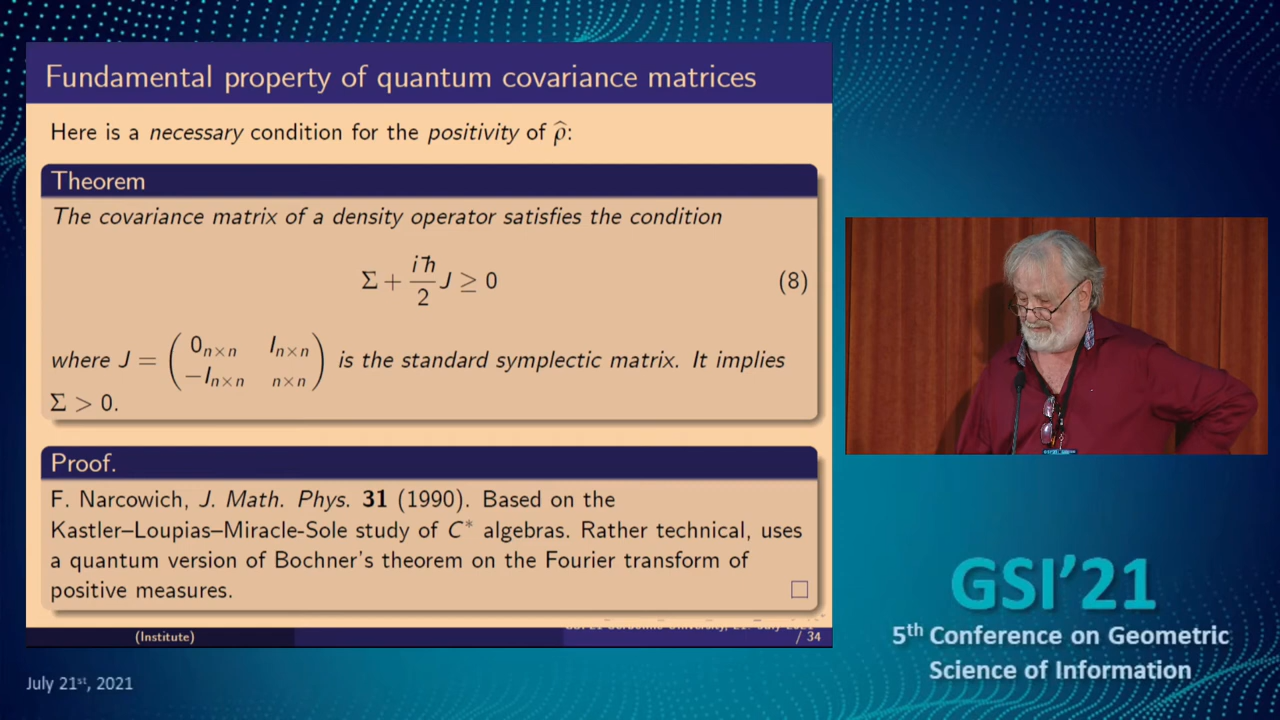 Fundamental property of quantum covariance matrices
Here is a necessary condition for the positivity of ρ̂:
Theorem
The covariance matrix of a density operator satisfies the condition
Σ + iħ/2 J ≥ 0 (8)
where J = ( 0n×n In×n ; −In×n n×n ) is the standard symplectic matrix. It implies
Σ > 0.
Proof.
F. Narcowich, J. Math. Phys. 31 (1990). Based on the
Kastler–Loupias–Miracle-Sole study of C* algebras. Rather technical, uses
a quantum version of Bochner's theorem on the Fourier transform of
positive measures. □
(Institute)
/ 34
GSI'21
5th Conference on Geometric
Science of Information
July 21st, 2021